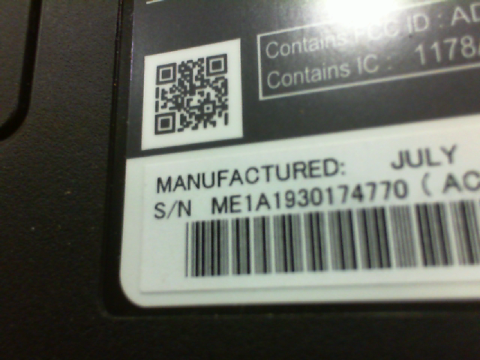 Contains FCC ID : AD
Contains IC : 1178
MANUFACTURED: JULY
S/N ME1A1930174770 ( AC